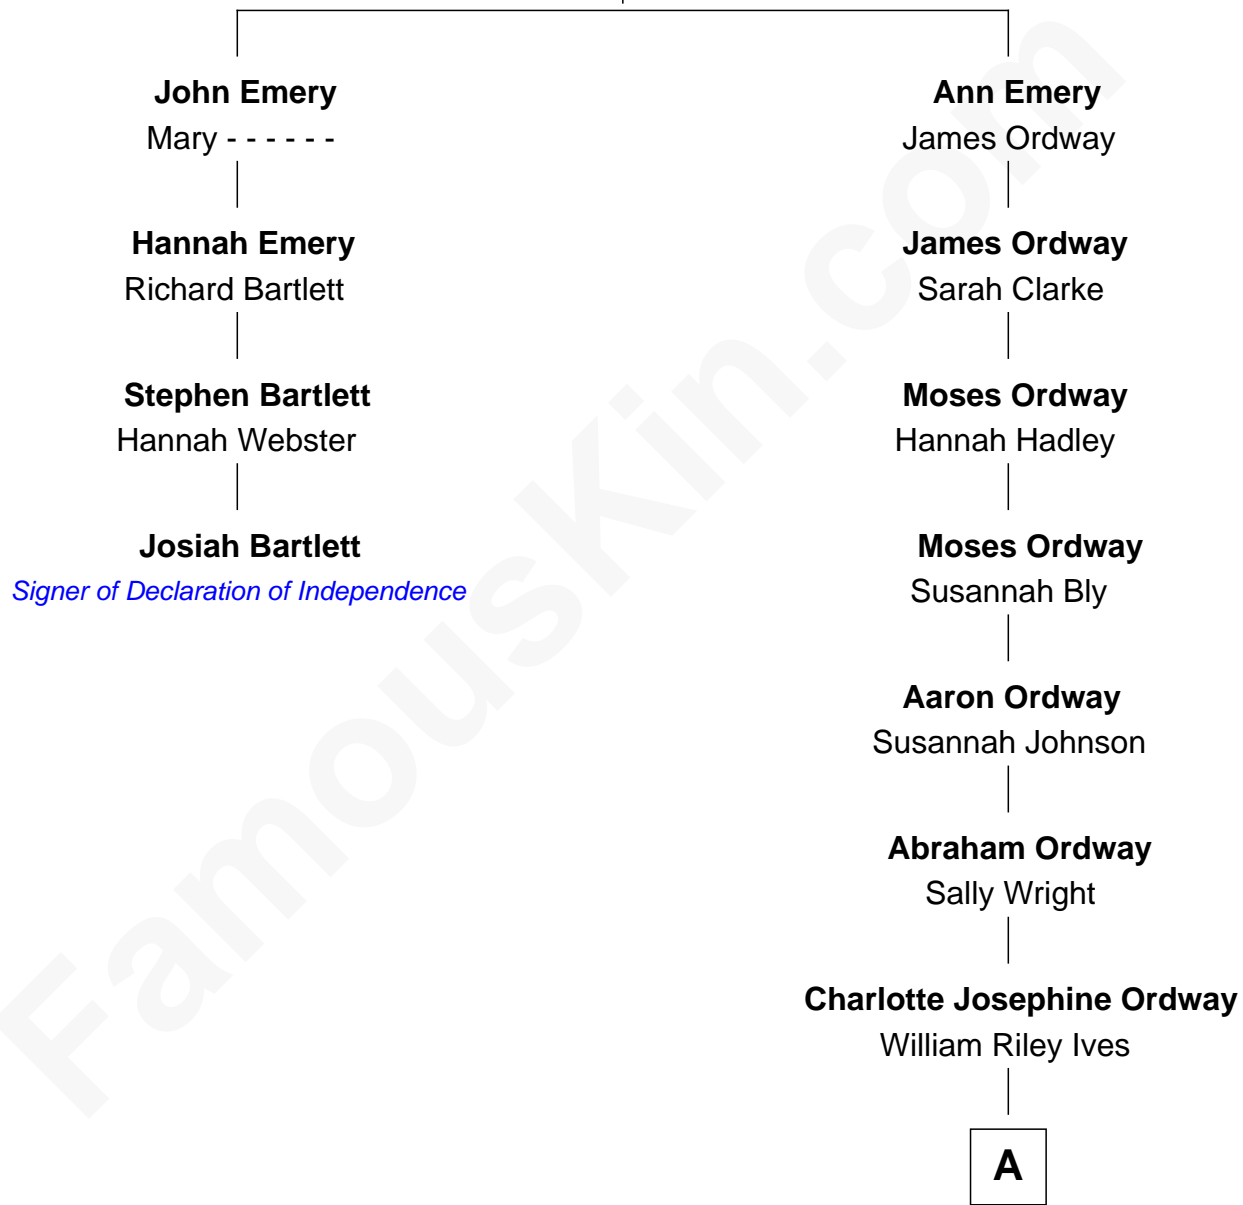 John Emery
Mary - - - - - -
Hannah Emery
Richard Bartlett
Stephen Bartlett
Hannah Webster
Josiah Bartlett
Signer of Declaration of Independence
Ann Emery
James Ordway
James Ordway
Sarah Clarke
Moses Ordway
Hannah Hadley
Moses Ordway
Susannah Bly
Aaron Ordway
Susannah Johnson
Abraham Ordway
Sally Wright
Charlotte Josephine Ordway
William Riley Ives
A
FamousKin.com